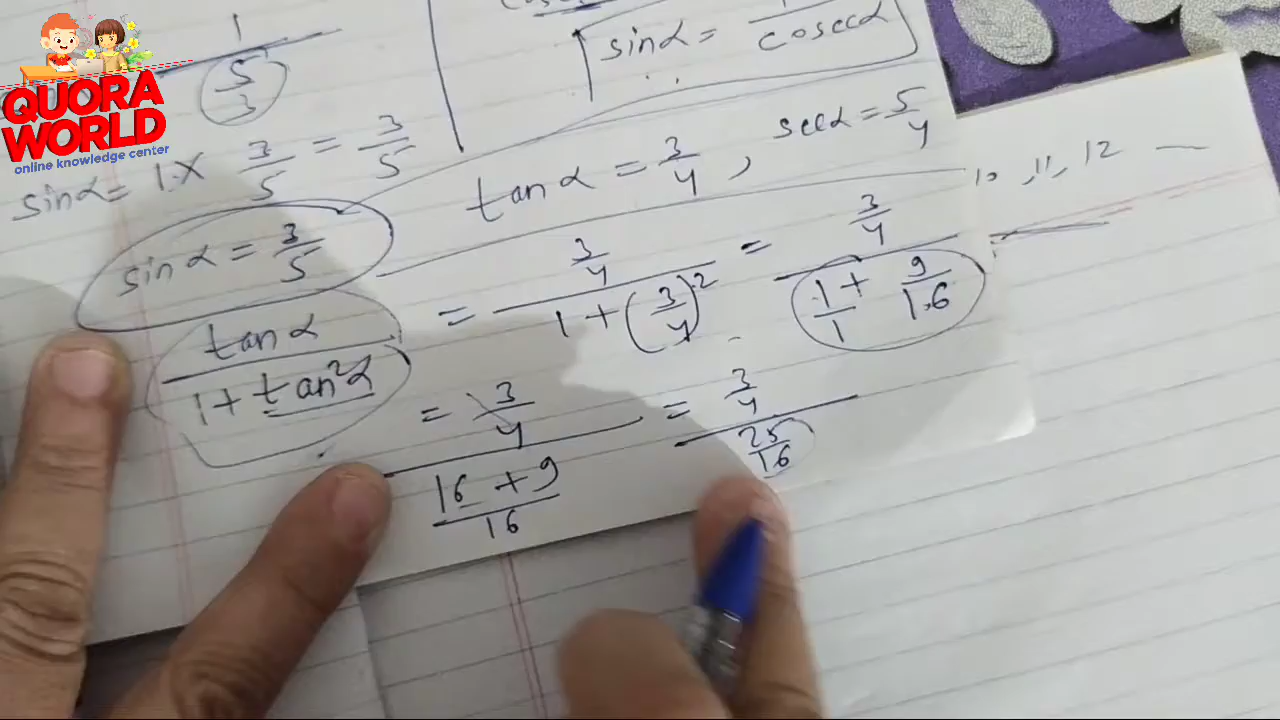 QUORA
WORLD
online knowledge center
1
5/3
sinα = 1 × 3/5 = 3/5
sinα = 1/cosecα
tanα = 3/4, secα = 5/4
10, 11, 12 —
sinα = 3/5
tanα/(1 + tan²α)
= (3/4)/(1 + (3/4)²) = (3/4)/(1/1 + 9/16)
= (3/4)/((16 + 9)/16) = (3/4)/(25/16)